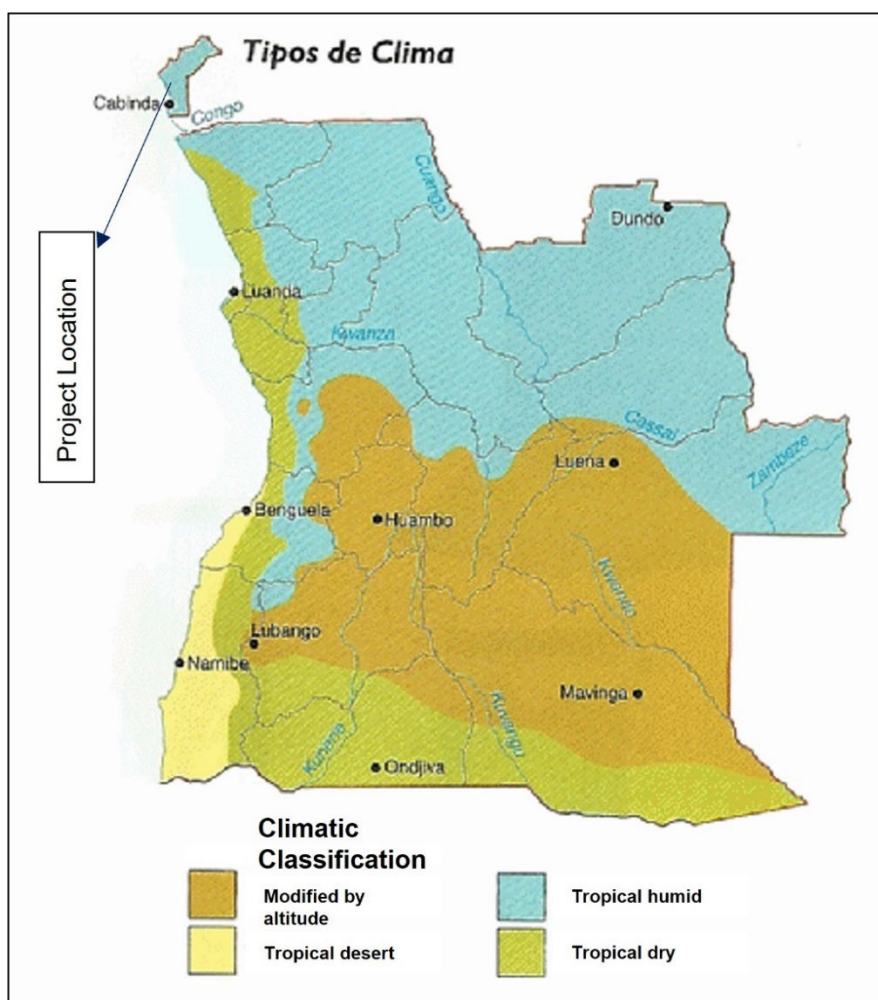 Tipos de Clima
Cabinda
Congo
Cuango
Dundo
Project Location
Luanda
Kwanza
Cassai
Zambeze
Luena
Benguela
Huambo
Kwando
Lubango
Namibe
Mavinga
Kuvangu
Kunene
Ondjiva
Climatic
Classification
Modified by
altitude
Tropical humid
Tropical desert
Tropical dry